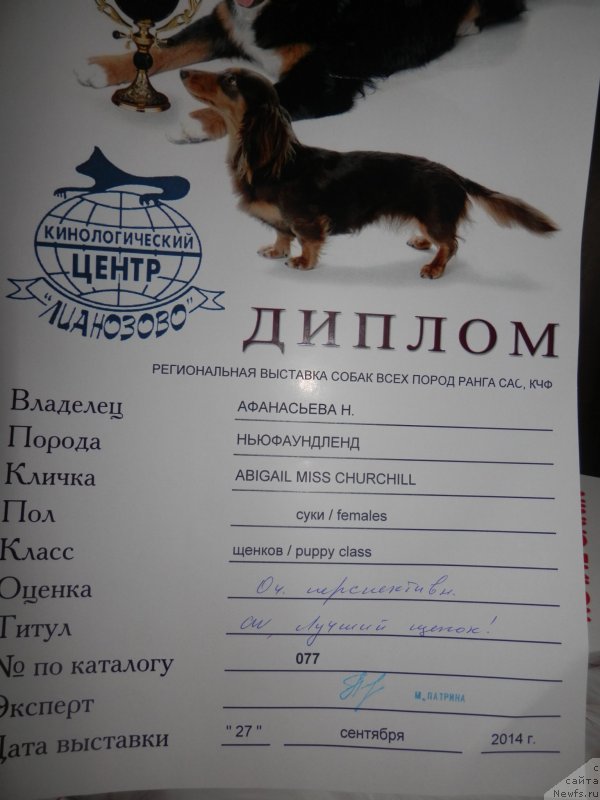 КИНОЛОГИЧЕСКИЙ
ЦЕНТР
"ЛИАНОЗОВО"
ДИПЛОМ
РЕГИОНАЛЬНАЯ ВЫСТАВКА СОБАК ВСЕХ ПОРОД РАНГА САС, КЧФ
Владелец АФАНАСЬЕВА Н.
Порода НЬЮФАУНДЛЕНД
Кличка ABIGAIL MISS CHURCHILL
Пол суки / females
Класс щенков / puppy class
Оценка Оч. перспективн.
Титул CW, Лучший щенок!
№ по каталогу 077
Эксперт М. ПАТРИНА
Дата выставки " 27 " сентября 2014 г.
с
сайта
Newfs.ru